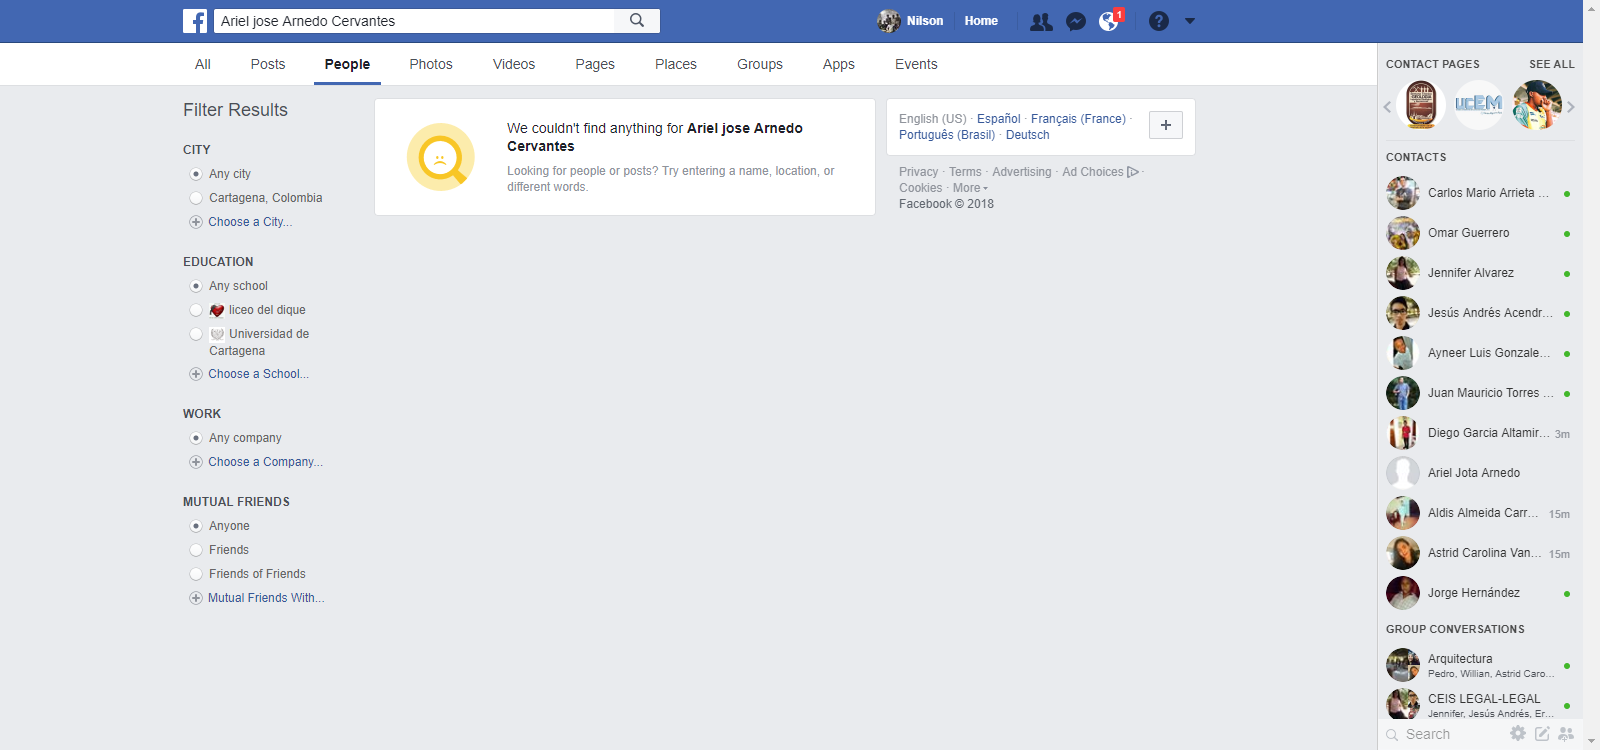 Ariel jose Arnedo Cervantes
Nilson
Home
1
All
Posts
People
Photos
Videos
Pages
Places
Groups
Apps
Events
Filter Results
CITY
Any city
Cartagena, Colombia
Choose a City...
EDUCATION
Any school
liceo del dique
Universidad de
Cartagena
Choose a School...
WORK
Any company
Choose a Company...
MUTUAL FRIENDS
Anyone
Friends
Friends of Friends
Mutual Friends With...
We couldn't find anything for Ariel jose Arnedo
Cervantes
Looking for people or posts? Try entering a name, location, or
different words.
English (US) · Español · Français (France) ·
Português (Brasil) · Deutsch
Privacy · Terms · Advertising · Ad Choices ·
Cookies · More
Facebook © 2018
CONTACT PAGES
SEE ALL
UCEM
CONTACTS
Carlos Mario Arrieta ...
Omar Guerrero
Jennifer Alvarez
Jesús Andrés Acendr...
Ayneer Luis Gonzale...
Juan Mauricio Torres ...
Diego Garcia Altamir... 3m
Ariel Jota Arnedo
Aldis Almeida Carr... 15m
Astrid Carolina Van... 15m
Jorge Hernández
GROUP CONVERSATIONS
Arquitectura
Pedro, Willian, Astrid Caro...
CEIS LEGAL-LEGAL
Jennifer, Jesús Andrés, Er...
Search